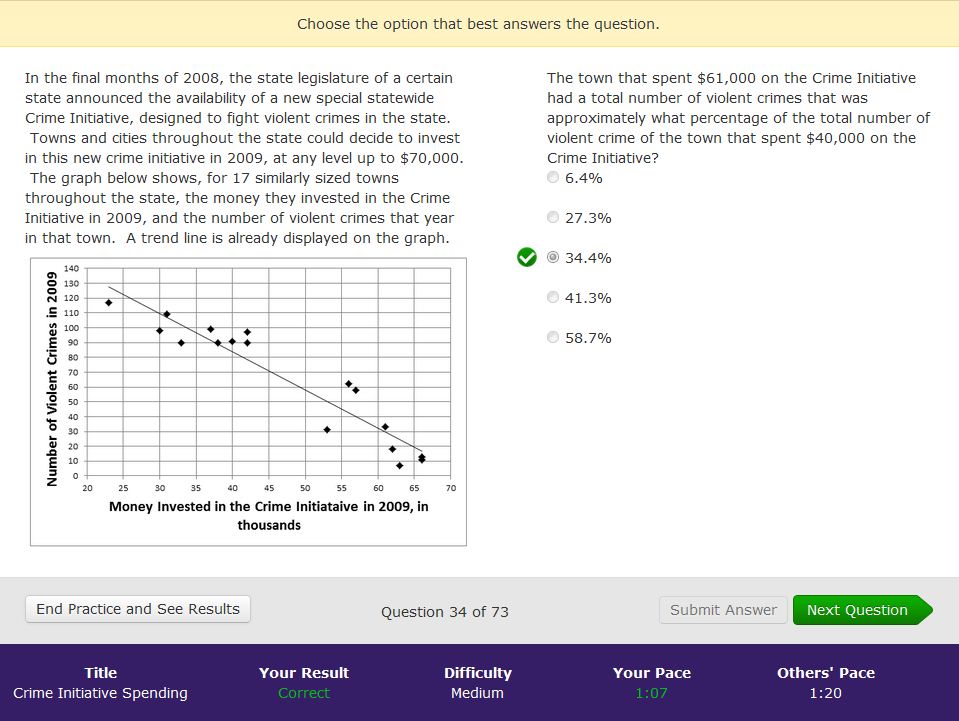 Choose the option that best answers the question.
In the final months of 2008, the state legislature of a certain
state announced the availability of a new special statewide
Crime Initiative, designed to fight violent crimes in the state.
Towns and cities throughout the state could decide to invest
in this new crime initiative in 2009, at any level up to $70,000.
The graph below shows, for 17 similarly sized towns
throughout the state, the money they invested in the Crime
Initiative in 2009, and the number of violent crimes that year
in that town.  A trend line is already displayed on the graph.
Number of Violent Crimes in 2009
140
130
120
110
100
90
80
70
60
50
40
30
20
10
0
20 25 30 35 40 45 50 55 60 65 70
Money Invested in the Crime Initiataive in 2009, in
thousands
The town that spent $61,000 on the Crime Initiative
had a total number of violent crimes that was
approximately what percentage of the total number of
violent crime of the town that spent $40,000 on the
Crime Initiative?
6.4%
27.3%
34.4%
41.3%
58.7%
End Practice and See Results
Question 34 of 73
Submit Answer
Next Question
Title Your Result Difficulty Your Pace Others' Pace
Crime Initiative Spending Correct Medium 1:07 1:20